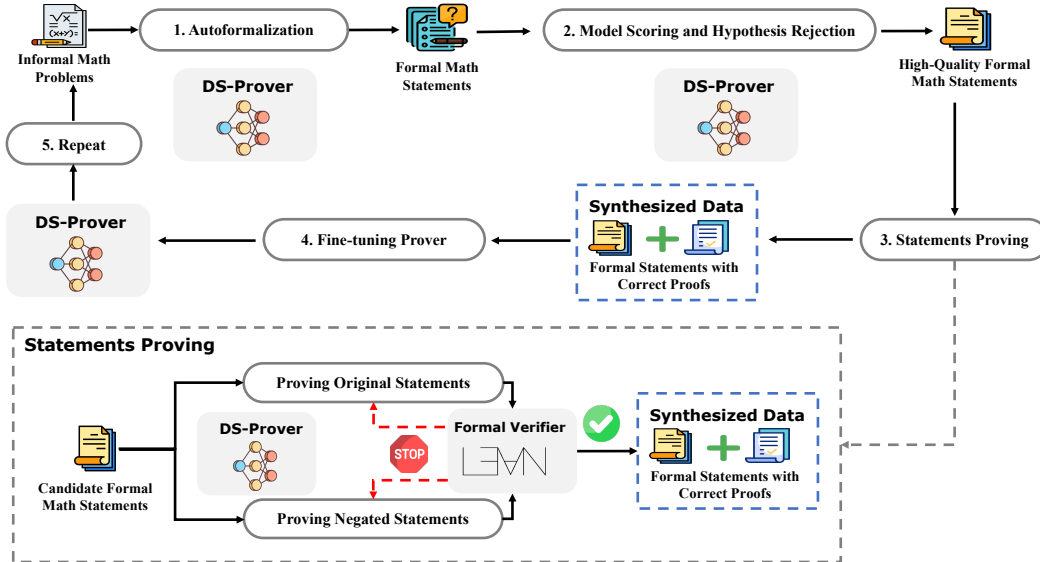 √x
(x+y)=
?
1. Autoformalization
2. Model Scoring and Hypothesis Rejection
Informal Math
Problems
Formal Math
Statements
High-Quality Formal
Math Statements
DS-Prover
DS-Prover
5. Repeat
DS-Prover
4. Fine-tuning Prover
Synthesized Data
Formal Statements with
Correct Proofs
3. Statements Proving
Statements Proving
Proving Original Statements
DS-Prover
STOP
Formal Verifier
L∃∀N
Synthesized Data
Formal Statements with
Correct Proofs
Candidate Formal
Math Statements
Proving Negated Statements